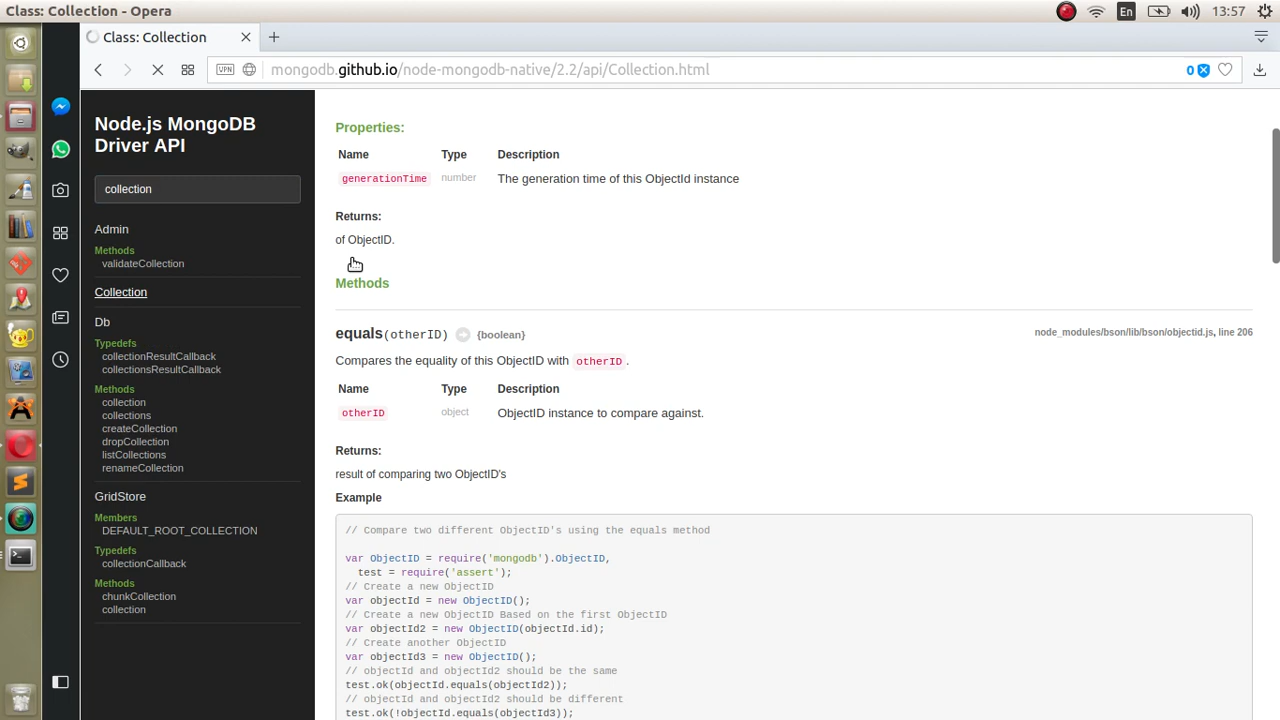 Class: Collection - Opera
En
13:57
Class: Collection
VPN
mongodb.github.io/node-mongodb-native/2.2/api/Collection.html
0
Node.js MongoDB
Driver API
collection
Admin
Methods
validateCollection
Collection
Db
Typedefs
collectionResultCallback
collectionsResultCallback
Methods
collection
collections
createCollection
dropCollection
listCollections
renameCollection
GridStore
Members
DEFAULT_ROOT_COLLECTION
Typedefs
collectionCallback
Methods
chunkCollection
collection
Properties:
Name Type Description
generationTime number The generation time of this ObjectId instance
Returns:
of ObjectID.
Methods
equals(otherID) {boolean} node_modules/bson/lib/bson/objectid.js, line 206
Compares the equality of this ObjectID with otherID.
Name Type Description
otherID object ObjectID instance to compare against.
Returns:
result of comparing two ObjectID's
Example
// Compare two different ObjectID's using the equals method
var ObjectID = require('mongodb').ObjectID,
test = require('assert');
// Create a new ObjectID
var objectId = new ObjectID();
// Create a new ObjectID Based on the first ObjectID
var objectId2 = new ObjectID(objectId.id);
// Create another ObjectID
var objectId3 = new ObjectID();
// objectId and objectId2 should be the same
test.ok(objectId.equals(objectId2));
// objectId and objectId2 should be different
test.ok(!objectId.equals(objectId3));